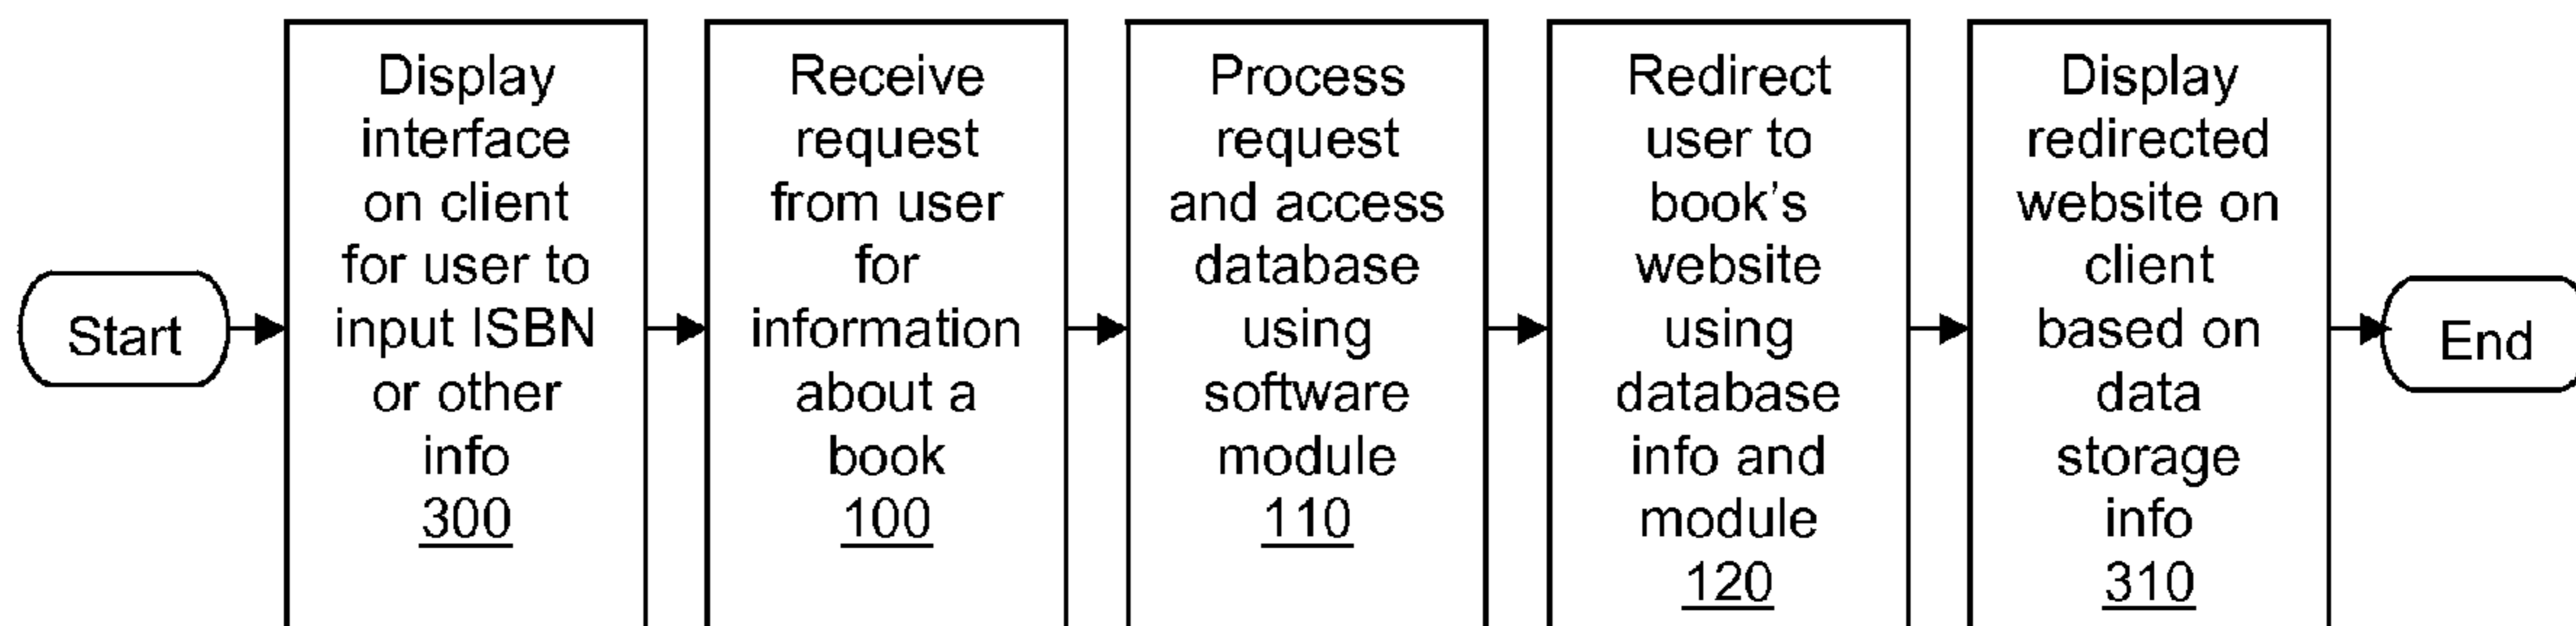 Start
Display
interface
on client
for user to
input ISBN
or other
info
300
Receive
request
from user
for
information
about a
book
100
Process
request
and access
database
using
software
module
110
Redirect
user to
book's
website
using
database
info and
module
120
Display
redirected
website on
client
based on
data
storage
info
310
End